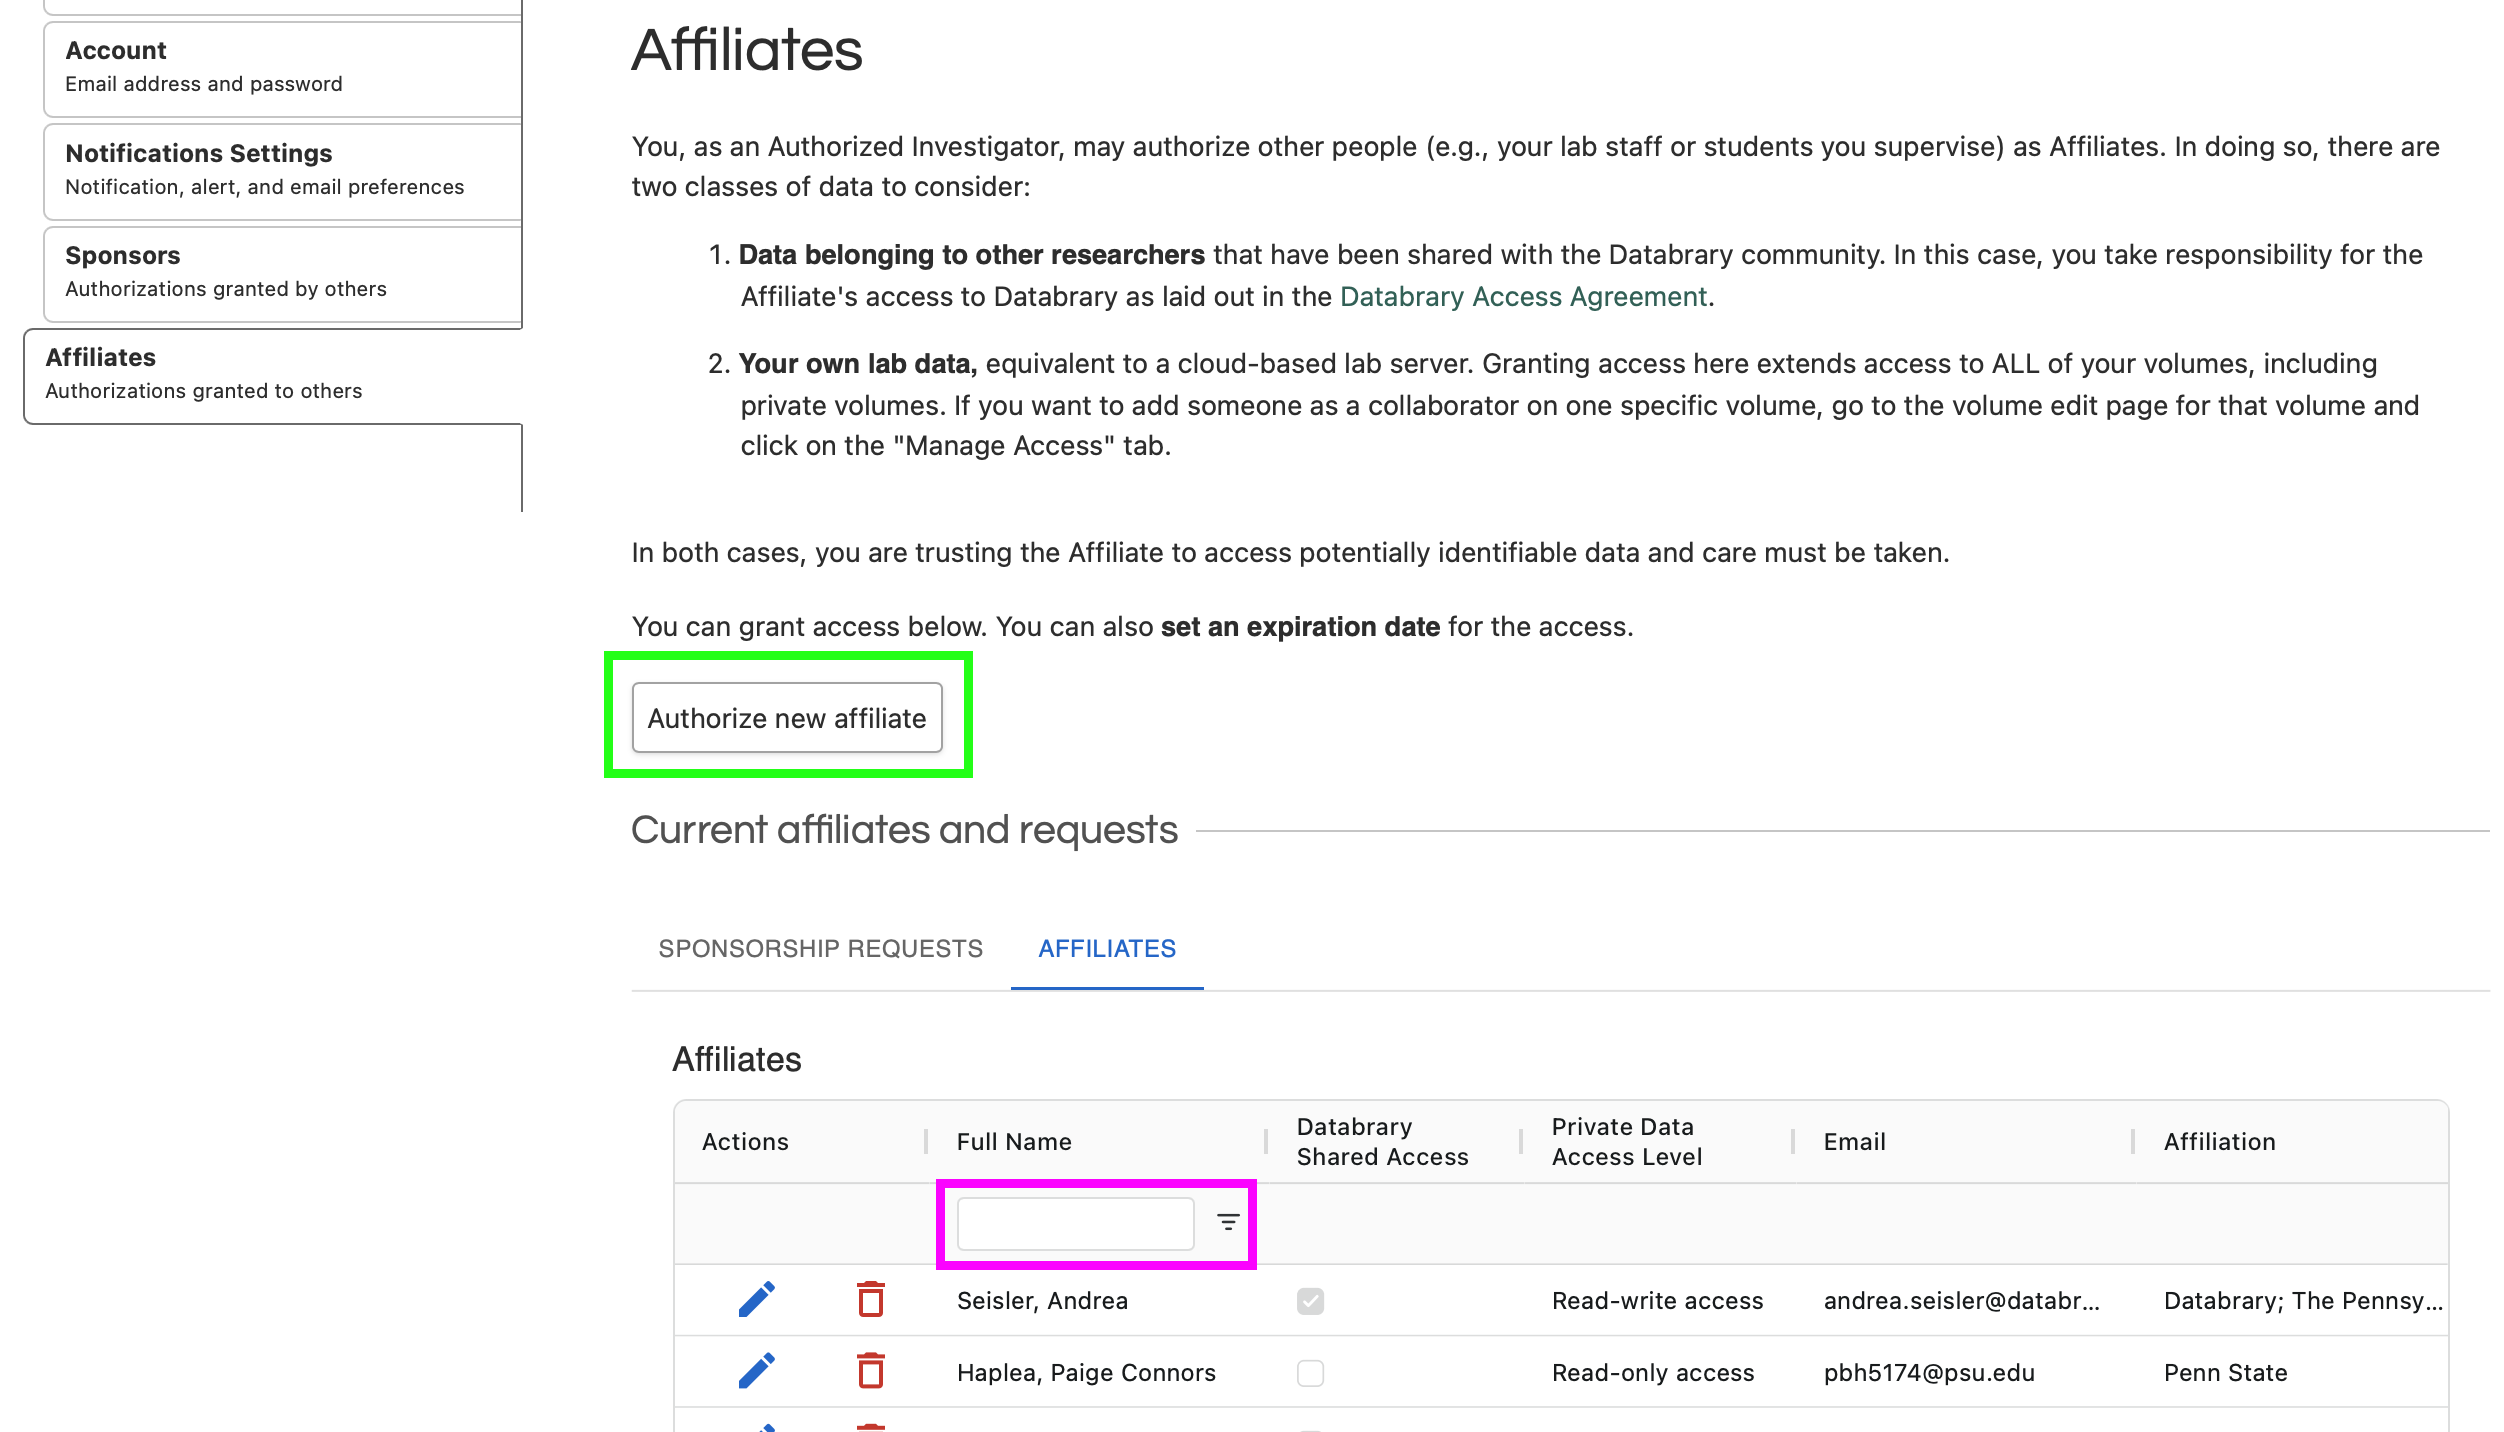 Account
Email address and password
Notifications Settings
Notification, alert, and email preferences
Sponsors
Authorizations granted by others
Affiliates
Authorizations granted to others
Affiliates
You, as an Authorized Investigator, may authorize other people (e.g., your lab staff or students you supervise) as Affiliates. In doing so, there are
two classes of data to consider:
1. Data belonging to other researchers that have been shared with the Databrary community. In this case, you take responsibility for the
Affiliate's access to Databrary as laid out in the Databrary Access Agreement.
2. Your own lab data, equivalent to a cloud-based lab server. Granting access here extends access to ALL of your volumes, including
private volumes. If you want to add someone as a collaborator on one specific volume, go to the volume edit page for that volume and
click on the "Manage Access" tab.
In both cases, you are trusting the Affiliate to access potentially identifiable data and care must be taken.
You can grant access below. You can also set an expiration date for the access.
Authorize new affiliate
Current affiliates and requests
SPONSORSHIP REQUESTS AFFILIATES
Affiliates
Actions Full Name Databrary Shared Access Private Data Access Level Email Affiliation
Seisler, Andrea Read-write access andrea.seisler@databr... Databrary; The Pennsy...
Haplea, Paige Connors Read-only access pbh5174@psu.edu Penn State